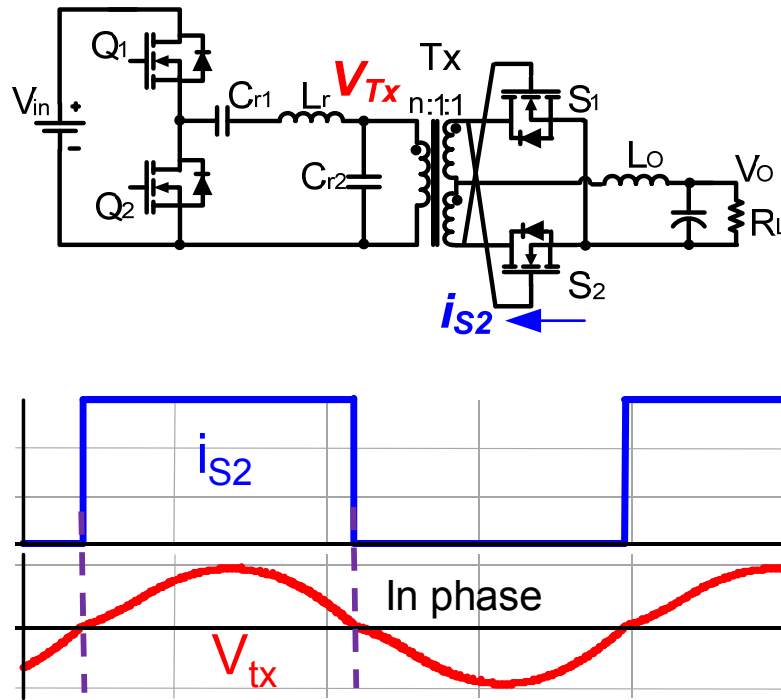 Q1
Vin
+
-
Cr1
Lr
VTx
Tx
n:1:1
S1
LO
VO
Cr2
Q2
RL
S2
iS2
iS2
In phase
Vtx